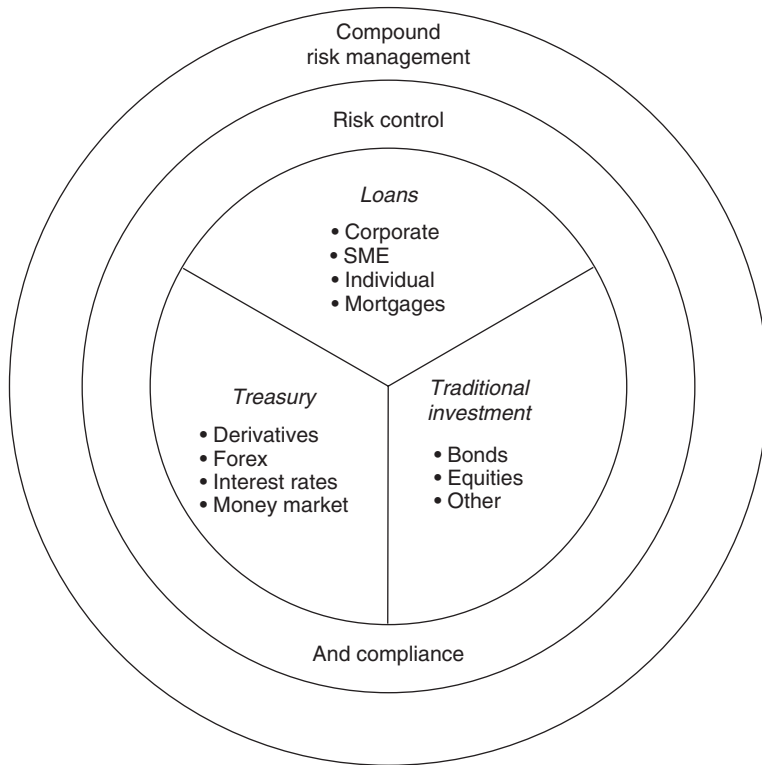 Compound
risk management
Risk control
Loans
• Corporate
• SME
• Individual
• Mortgages
Treasury
• Derivatives
• Forex
• Interest rates
• Money market
Traditional
investment
• Bonds
• Equities
• Other
And compliance